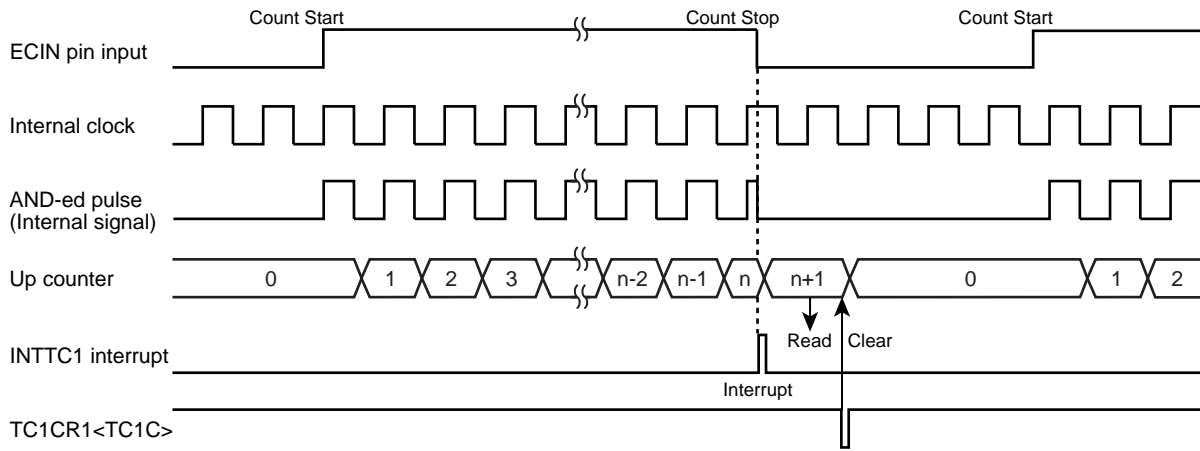 Count Start Count Stop Count Start
ECIN pin input
Internal clock
AND-ed pulse
(Internal signal)
Up counter 0 1 2 3 n-2 n-1 n n+1 0 1 2
Read Clear
INTTC1 interrupt
Interrupt
TC1CR1<TC1C>